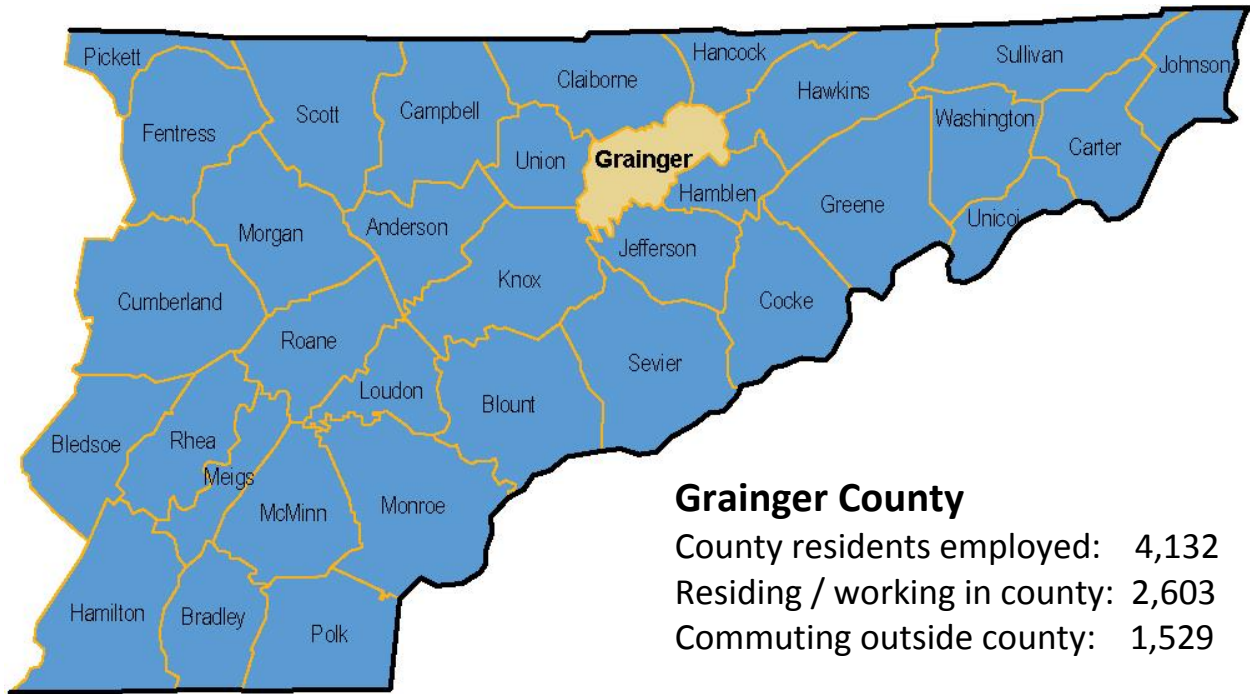 Pickett
Hancock
Sullivan
Johnson
Claiborne
Hawkins
Scott
Campbell
Fentress
Washington
Carter
Union
Grainger
Hamblen
Greene
Unicoi
Morgan
Anderson
Jefferson
Knox
Cumberland
Cocke
Roane
Sevier
Loudon
Blount
Bledsoe
Rhea
Meigs
McMinn
Monroe
Hamilton
Bradley
Polk
Grainger County
County residents employed: 4,132
Residing / working in county: 2,603
Commuting outside county: 1,529